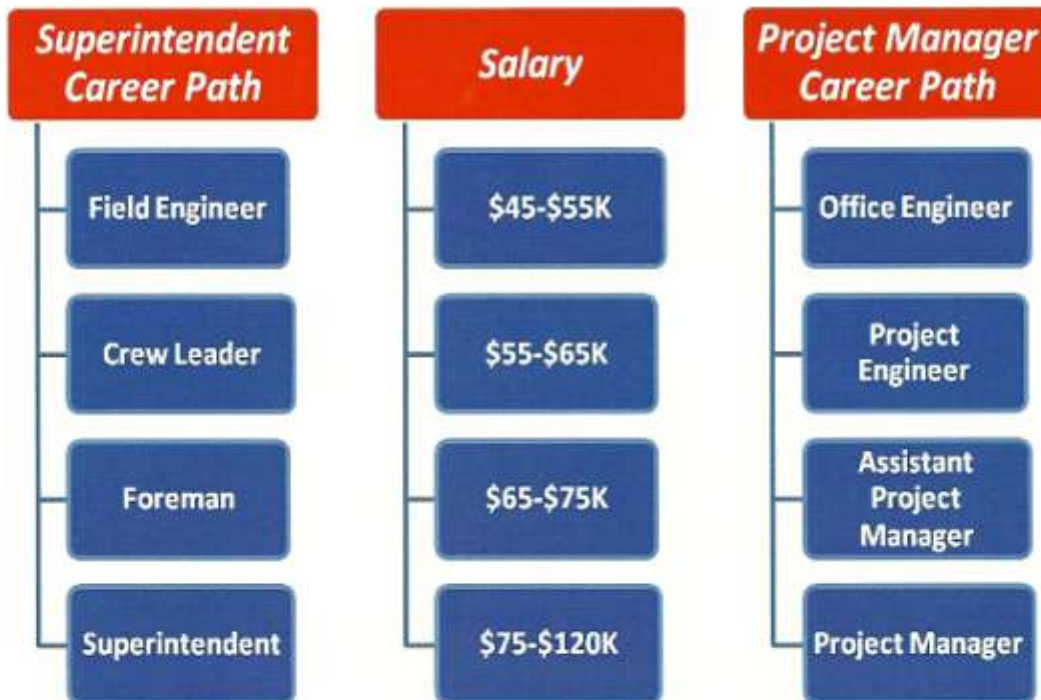 Superintendent
Career Path
Field Engineer
Crew Leader
Foreman
Superintendent
Salary
$45-$55K
$55-$65K
$65-$75K
$75-$120K
Project Manager
Career Path
Office Engineer
Project
Engineer
Assistant
Project
Manager
Project Manager